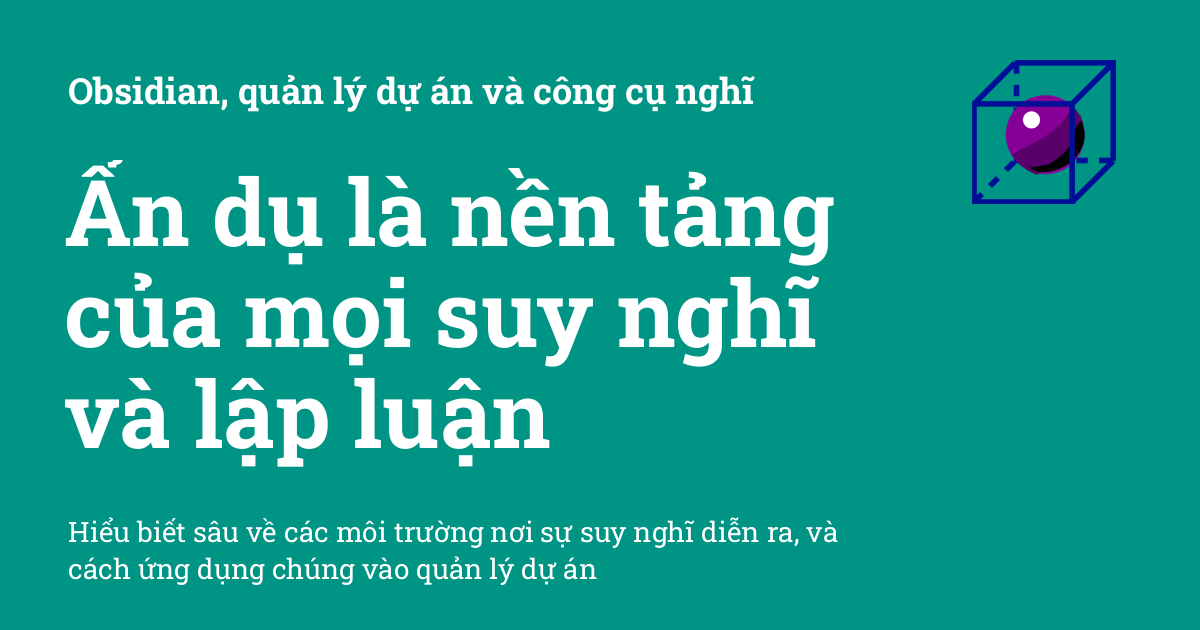 Obsidian, quản lý dự án và công cụ nghĩ
Ẩn dụ là nền tảng
của mọi suy nghĩ
và lập luận
Hiểu biết sâu về các môi trường nơi sự suy nghĩ diễn ra, và
cách ứng dụng chúng vào quản lý dự án